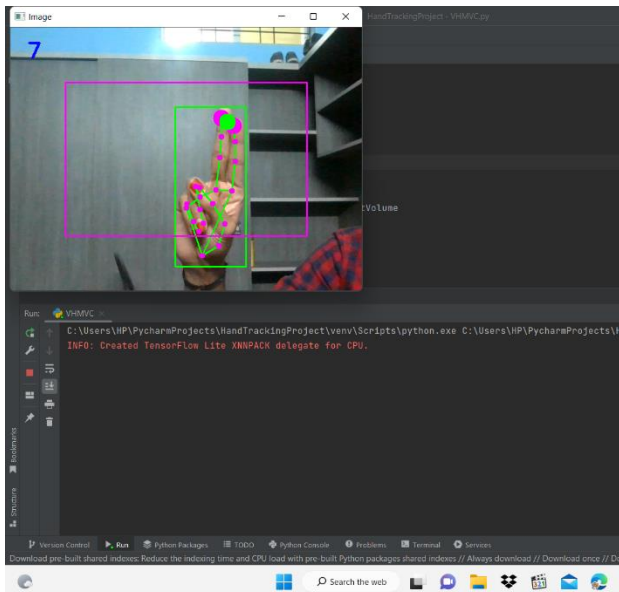 Image
HandTrackingProject - VHMVC.py
7
tVolume
Run: VHMVC
C:\Users\HP\PycharmProjects\HandTrackingProject\venv\Scripts\python.exe C:\Users\HP\PycharmProjects\H
INFO: Created TensorFlow Lite XNNPACK delegate for CPU.
Bookmarks
Structure
Version Control Run Python Packages TODO Python Console Problems Terminal Services
Download pre-built shared indexes: Reduce the indexing time and CPU load with pre-built Python packages shared indexes // Always download // Download once // Do
Search the web
321